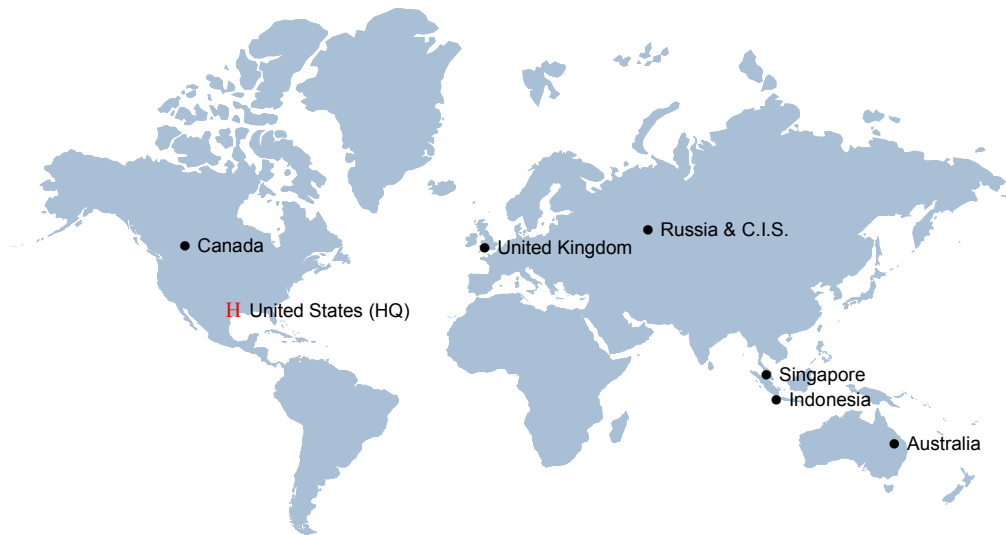 Russia & C.I.S.
Canada
United Kingdom
H United States (HQ)
Singapore
Indonesia
Australia